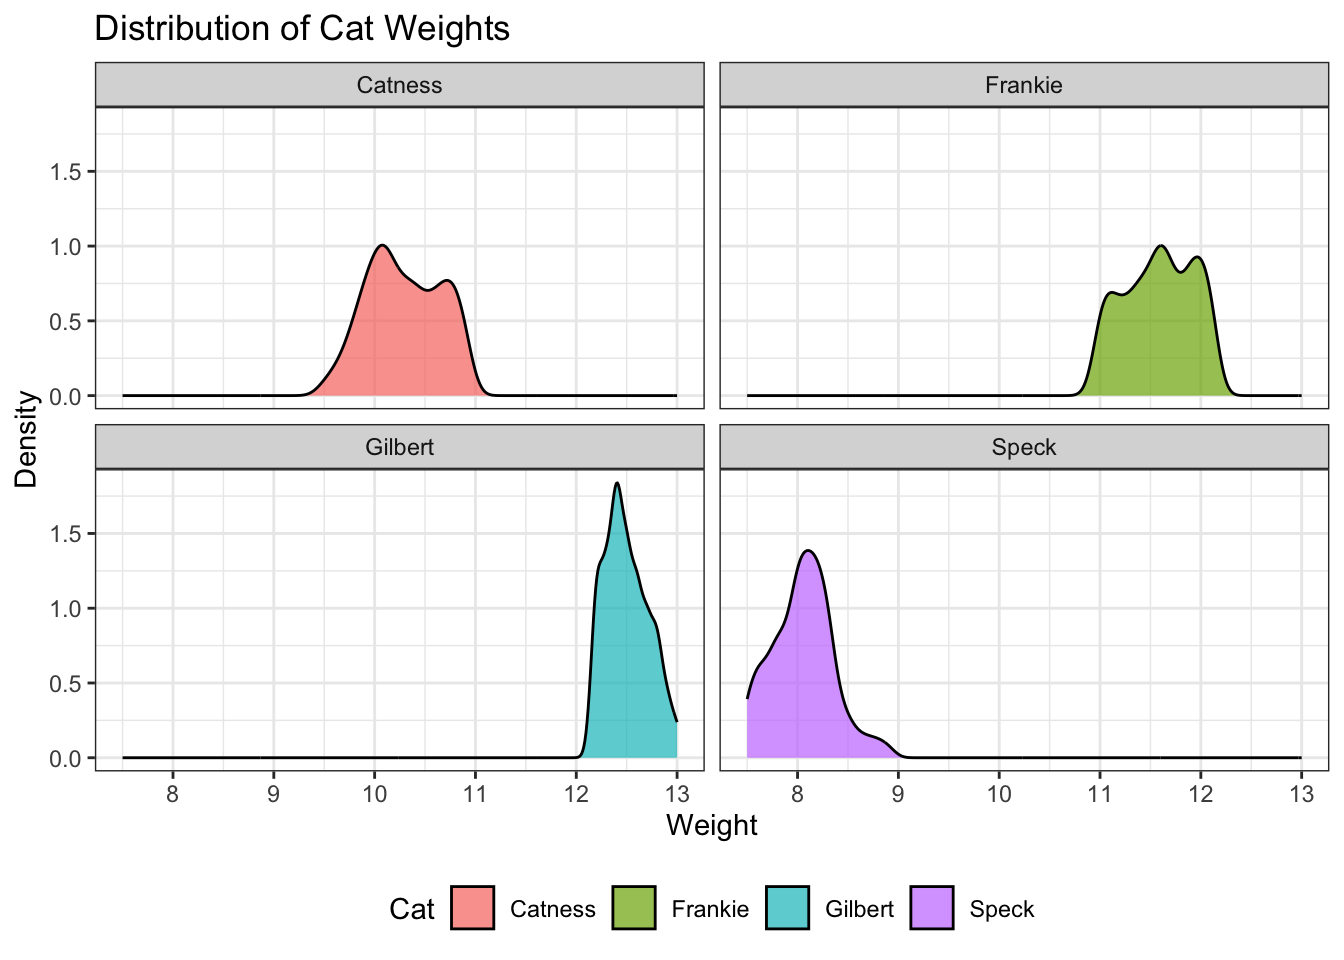 Distribution of Cat Weights
Catness Frankie
1.5
1.0
0.5
0.0
Gilbert Speck
1.5
1.0
0.5
0.0
Density
8 9 10 11 12 13 8 9 10 11 12 13
Weight
Cat Catness Frankie Gilbert Speck